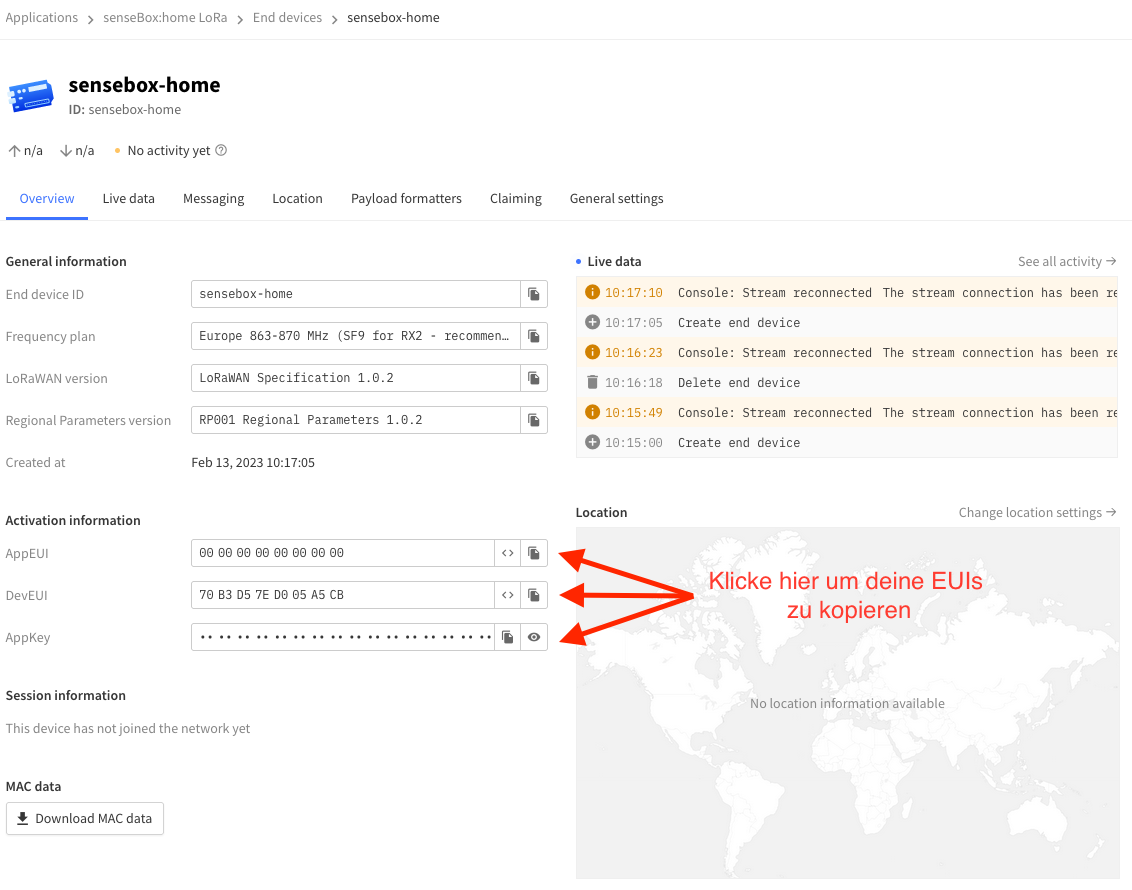 Applications > senseBox:home LoRa > End devices > sensebox-home
sensebox-home
ID: sensebox-home
n/a n/a No activity yet
Overview Live data Messaging Location Payload formatters Claiming General settings
General information
End device ID sensebox-home
Frequency plan Europe 863-870 MHz (SF9 for RX2 - recommen…
LoRaWAN version LoRaWAN Specification 1.0.2
Regional Parameters version RP001 Regional Parameters 1.0.2
Created at Feb 13, 2023 10:17:05
Activation information
AppEUI 00 00 00 00 00 00 00 00
DevEUI 70 B3 D5 7E D0 05 A5 CB
AppKey •• •• •• •• •• •• •• •• •• •• •• •• •• •• •• ••
Session information
This device has not joined the network yet
MAC data
Download MAC data
Live data See all activity →
10:17:10 Console: Stream reconnected The stream connection has been re
10:17:05 Create end device
10:16:23 Console: Stream reconnected The stream connection has been re
10:16:18 Delete end device
10:15:49 Console: Stream reconnected The stream connection has been re
10:15:00 Create end device
Location Change location settings →
Klicke hier um deine EUIs
zu kopieren
No location information available